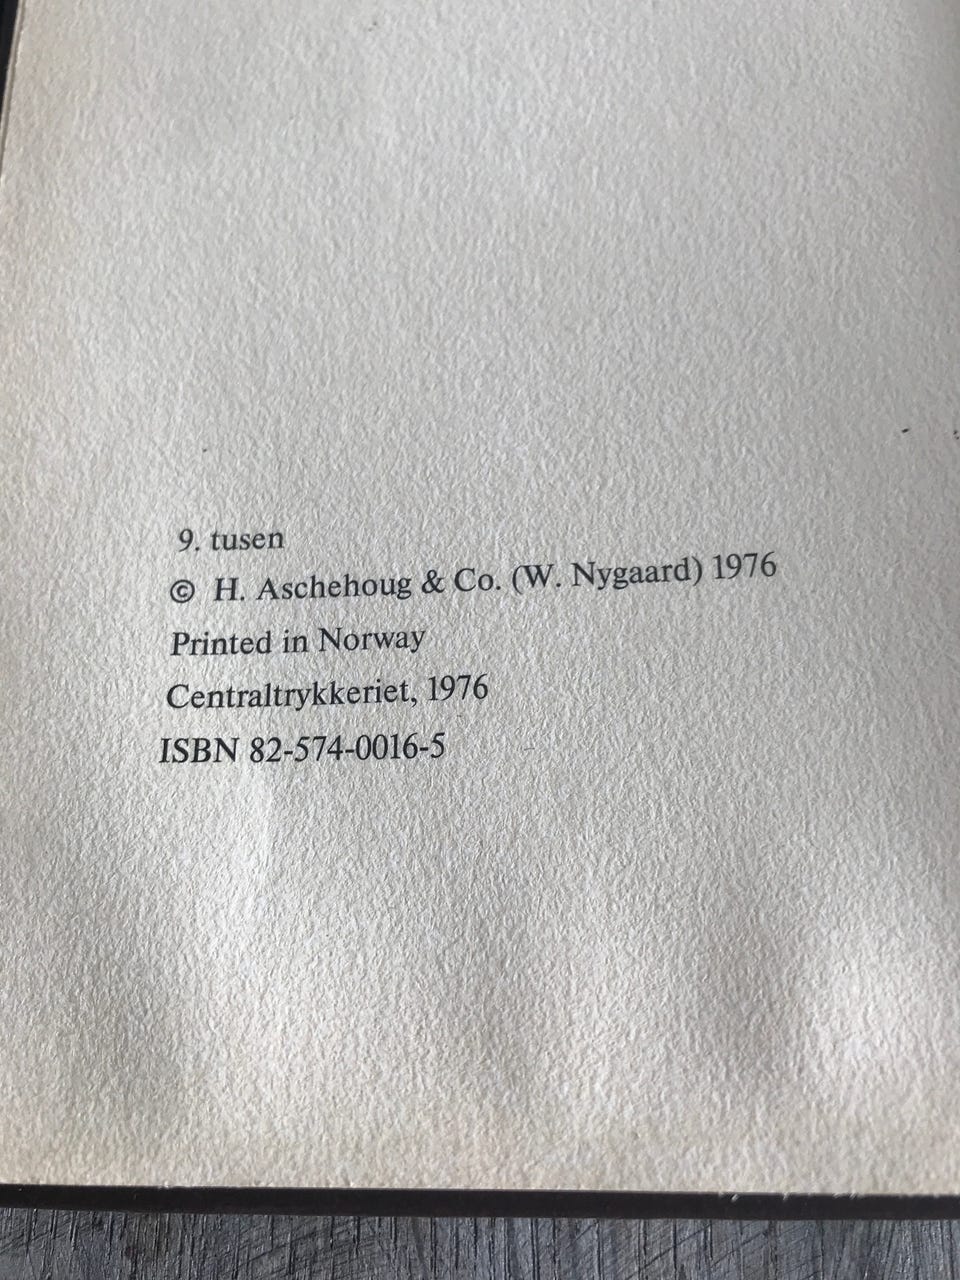 9. tusen
© H. Aschehoug & Co. (W. Nygaard) 1976
Printed in Norway
Centraltrykkeriet, 1976
ISBN 82-574-0016-5